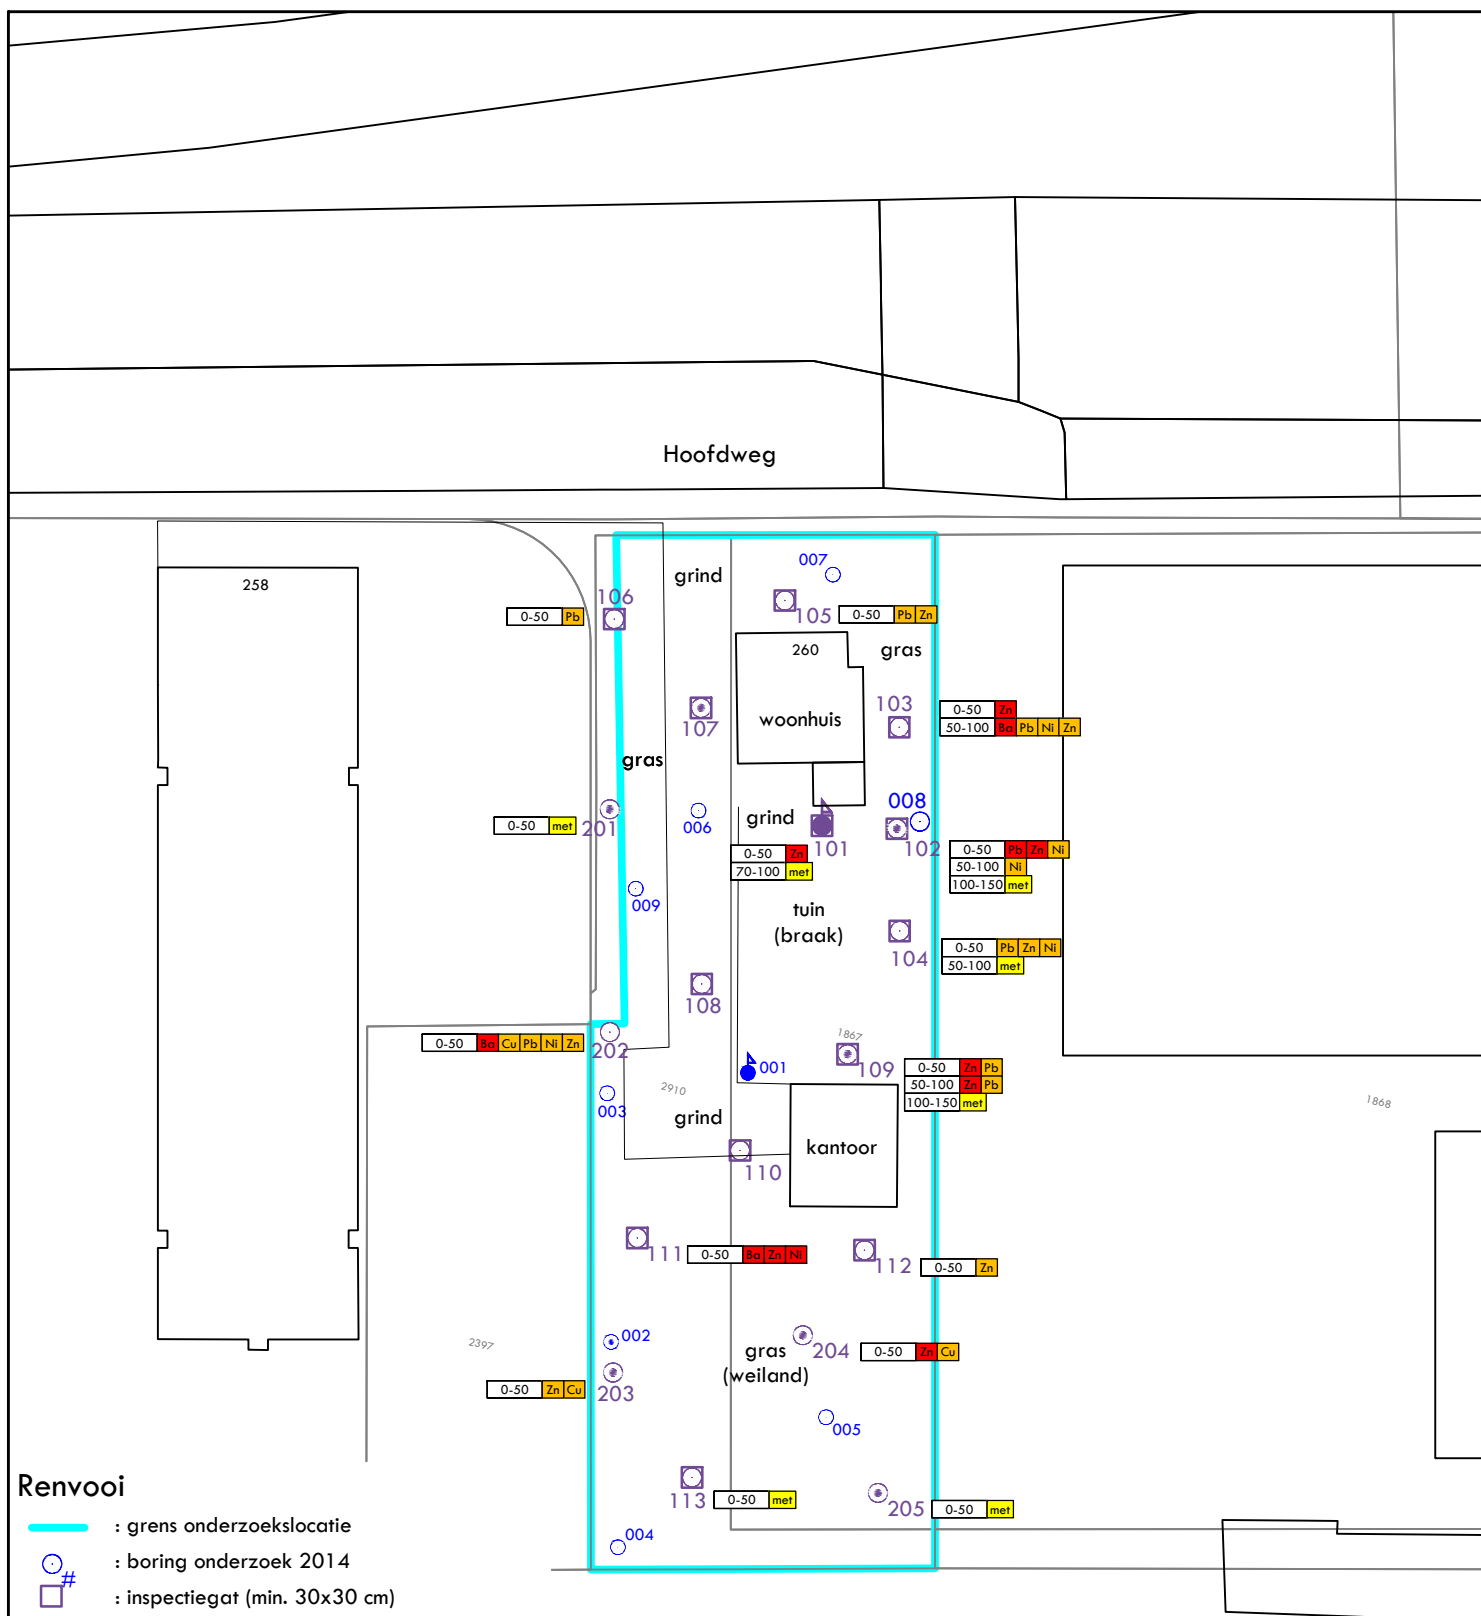 Hoofdweg
258
grind
007
106
0-50 Pb
105
0-50 Pb Zn
260
gras
woonhuis
103
0-50 Zn
50-100 Ba Pb Ni Zn
107
gras
008
006
grind
0-50 met
201
101
102
0-50 Zn
70-100 met
0-50 Pb Zn Ni
50-100 Ni
100-150 met
009
tuin
(braak)
104
0-50 Pb Zn Ni
50-100 met
108
0-50 Ba Cu Pb Ni Zn
202
1867
109
001
0-50 Zn Pb
50-100 Zn Pb
100-150 met
2910
003
1868
grind
kantoor
110
111
0-50 Ba Zn Ni
112
0-50 Zn
002
2397
204
0-50 Zn Cu
gras
(weiland)
0-50 Zn Cu
203
005
Renvooi
113
0-50 met
205
0-50 met
: grens onderzoekslocatie
004
# : boring onderzoek 2014
: inspectiegat (min. 30x30 cm)